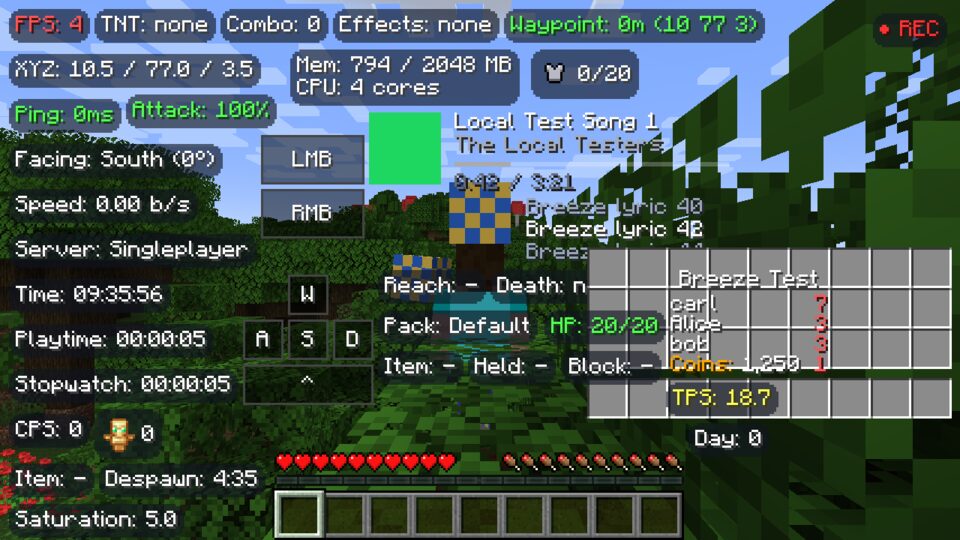 FPS: 4 TNT: none Combo: 0 Effects: none Waypoint: 0m (10 77 3) REC
XYZ: 10.5 / 77.0 / 3.5
Mem: 794 / 2048 MB
CPU: 4 cores
0/20
Ping: 0ms
Attack: 100%
Local Test Song 1
The Local Testers
0:42 / 3:21
Facing: South (0°)
LMB
RMB
Breeze lyric 40
Breeze lyric 42
Breeze
Speed: 0.00 b/s
Server: Singleplayer
Time: 09:35:56
Playtime: 00:00:05
Stopwatch: 00:00:05
W
A S D
^
Reach: - Death:
Pack: Default HP: 20/20
Item: - Held: - Block: -
Breeze Test
carl 7
Alice 3
bob 3
Coins: 1,250 1
TPS: 18.7
Day: 0
CPS: 0
0
Item: - Despawn: 4:35
Saturation: 5.0